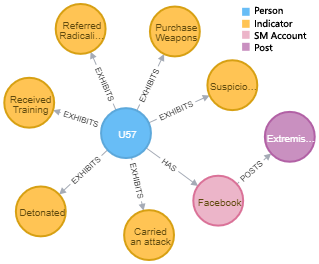 Person
Indicator
SM Account
Post
Referred
Radicali...
Purchase
Weapons
Suspicio...
Received
Training
U57
Extremis...
Facebook
Detonated
Carried
an attack
EXHIBITS
EXHIBITS
EXHIBITS
EXHIBITS
EXHIBITS
EXHIBITS
HAS
POSTS